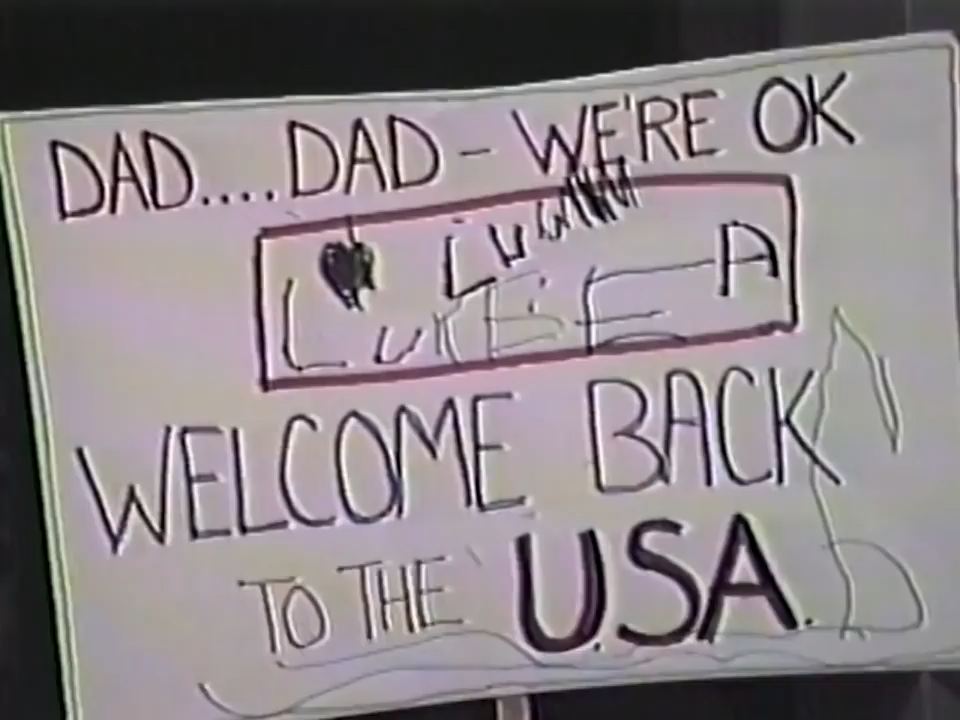 DAD....DAD - WE'RE OK
WELCOME BACK
TO THE U.S.A.